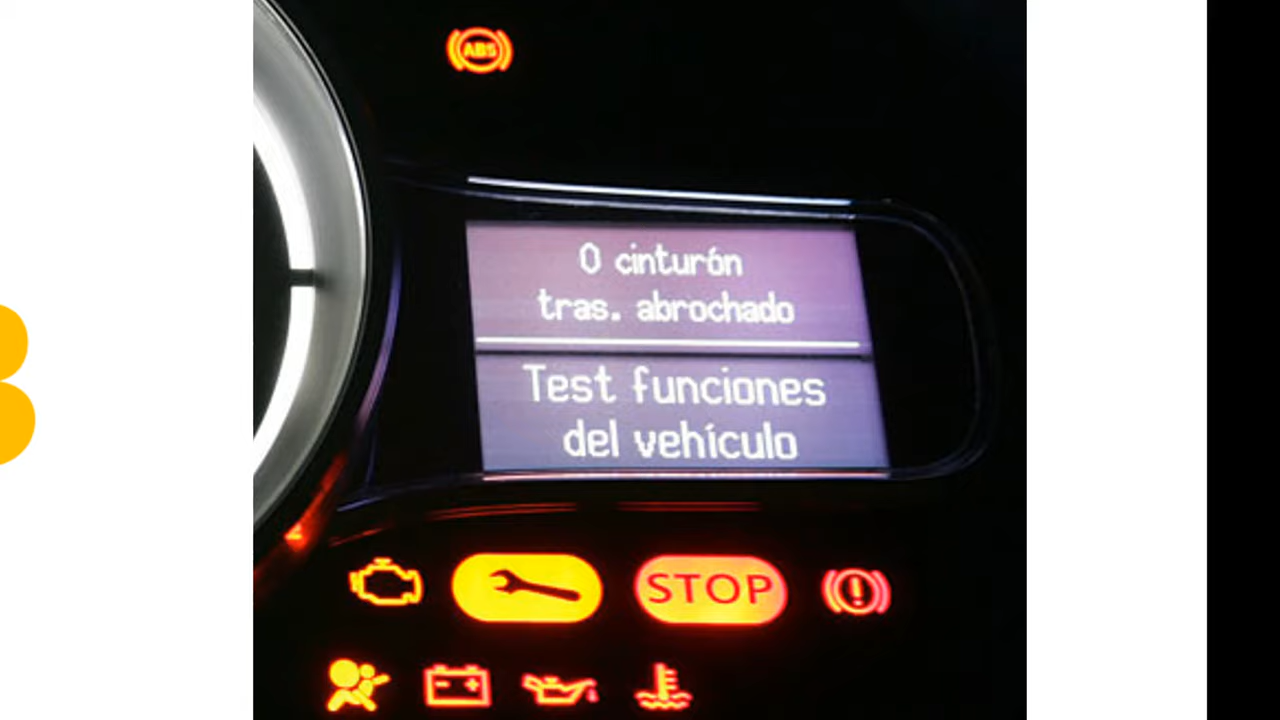 ABS
0 cinturón
tras. abrochado
Test funciones
del vehículo
STOP